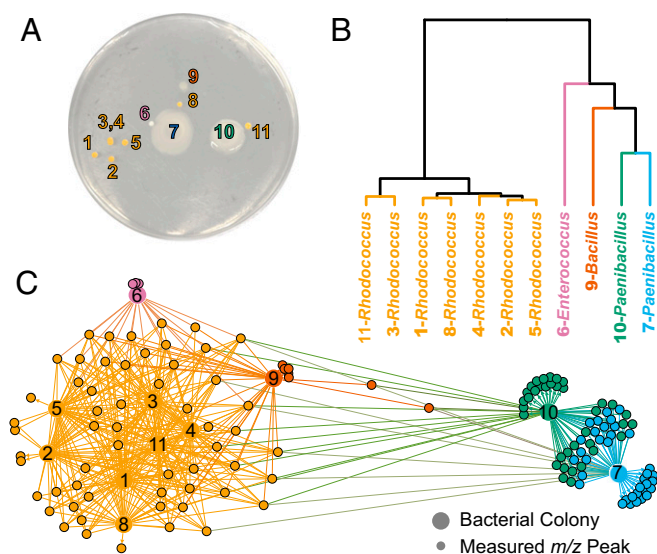 A
9
8
6
3,4
7
10
11
1
5
2
B
11-Rhodococcus
3-Rhodococcus
1-Rhodococcus
8-Rhodococcus
4-Rhodococcus
2-Rhodococcus
5-Rhodococcus
6-Enterococcus
9-Bacillus
10-Paenibacillus
7-Paenibacillus
C
6
9
5
3
10
4
2
11
7
1
8
Bacterial Colony
Measured m/z Peak